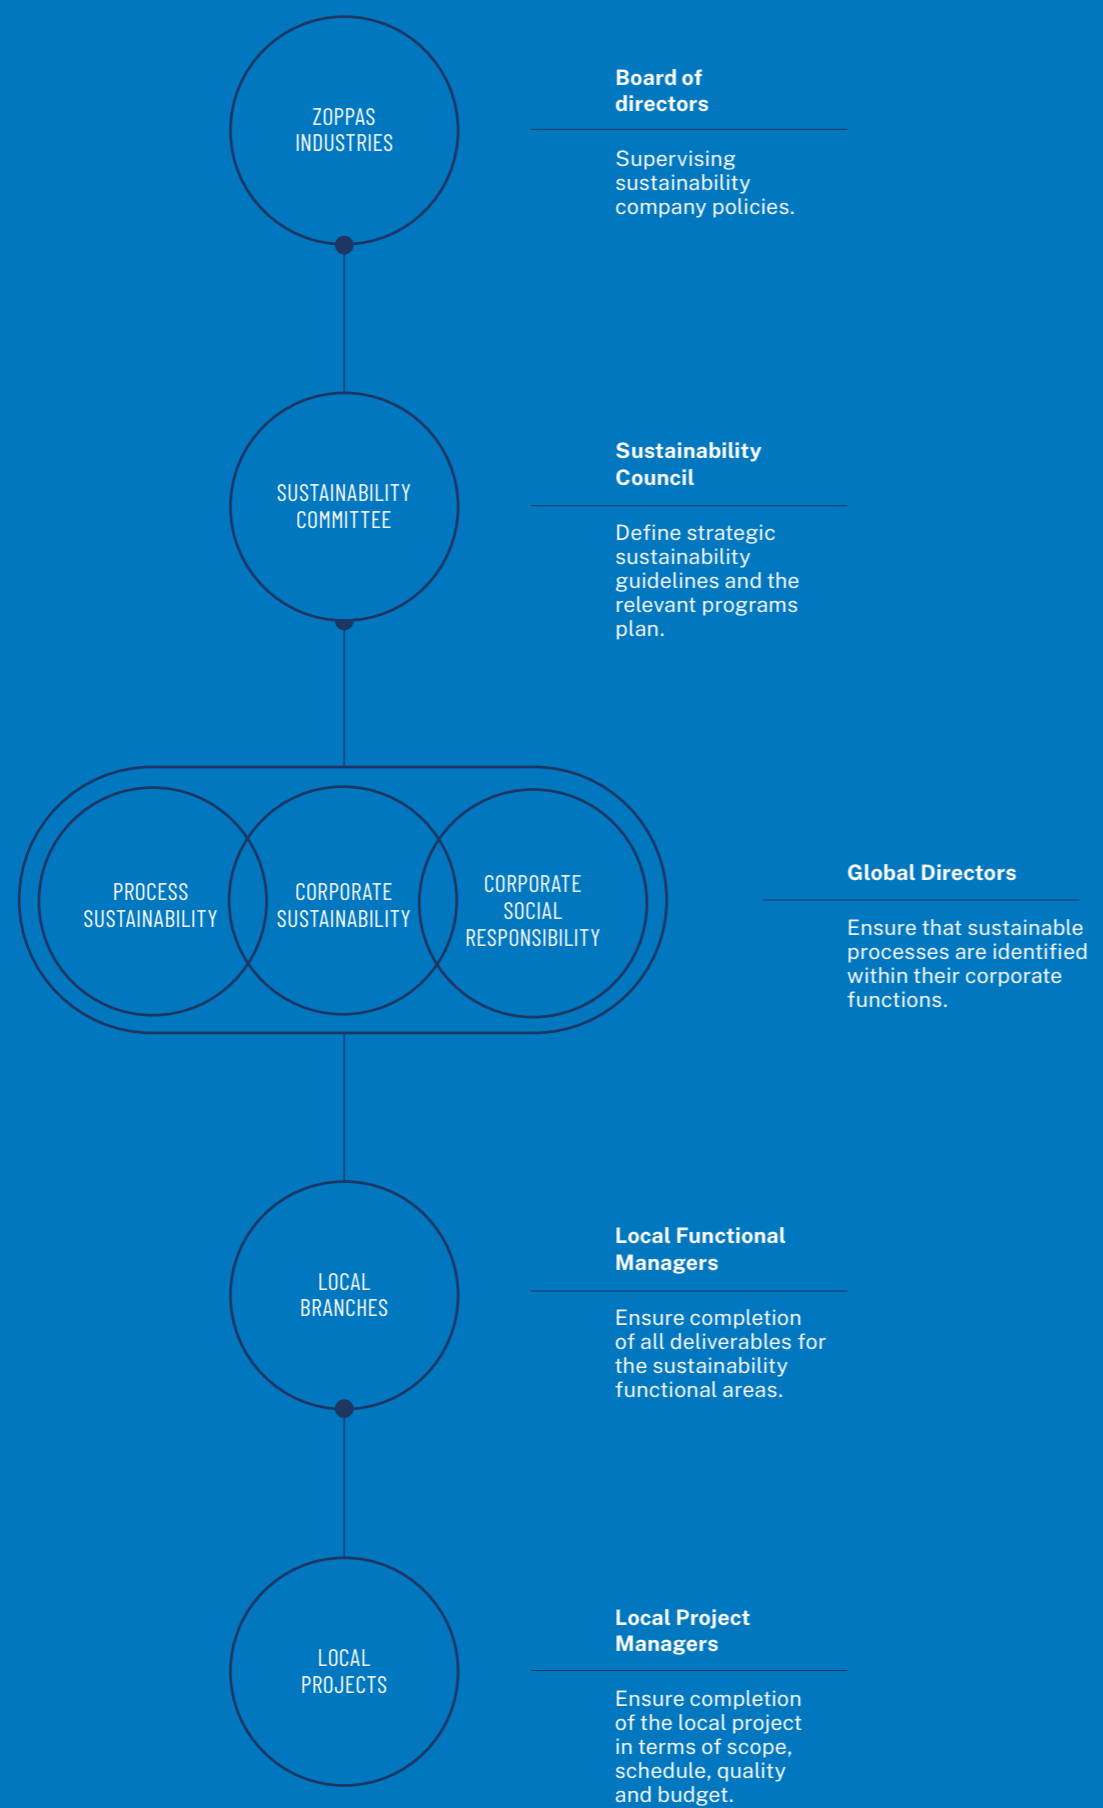 ZOPPAS
INDUSTRIES
Board of
directors
Supervising
sustainability
company policies.
SUSTAINABILITY
COMMITTEE
Sustainability
Council
Define strategic
sustainability
guidelines and the
relevant programs
plan.
PROCESS
SUSTAINABILITY
CORPORATE
SUSTAINABILITY
CORPORATE
SOCIAL
RESPONSIBILITY
Global Directors
Ensure that sustainable
processes are identified
within their corporate
functions.
LOCAL
BRANCHES
Local Functional
Managers
Ensure completion
of all deliverables for
the sustainability
functional areas.
LOCAL
PROJECTS
Local Project
Managers
Ensure completion
of the local project
in terms of scope,
schedule, quality
and budget.